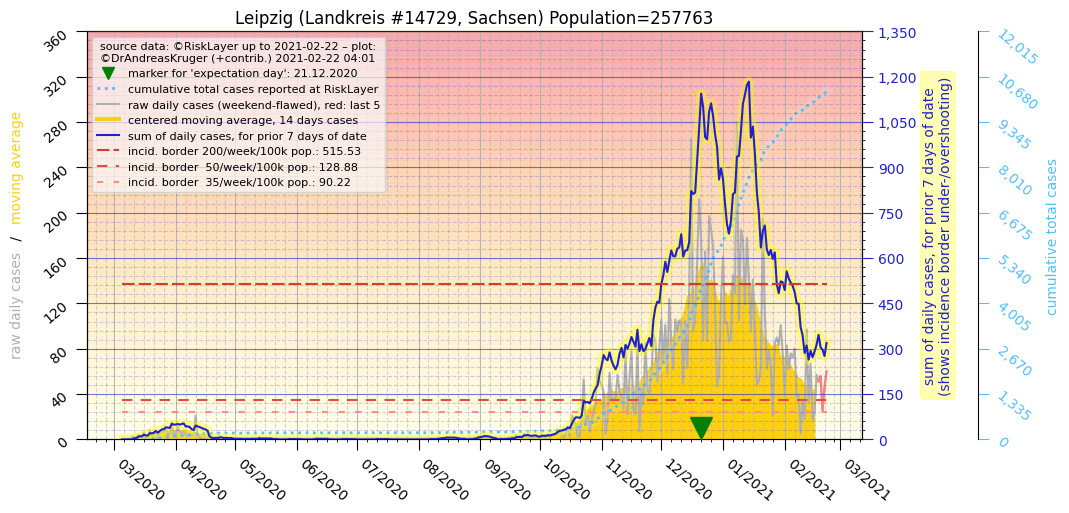 Leipzig (Landkreis #14729, Sachsen) Population=257763
source data: ©RiskLayer up to 2021-02-22 – plot:
©DrAndreasKruger (+contrib.) 2021-02-22 04:01
marker for 'expectation day': 21.12.2020
cumulative total cases reported at RiskLayer
raw daily cases (weekend-flawed), red: last 5
centered moving average, 14 days cases
sum of daily cases, for prior 7 days of date
incid. border 200/week/100k pop.: 515.53
incid. border  50/week/100k pop.: 128.88
incid. border  35/week/100k pop.: 90.22
raw daily cases / moving average
360
320
280
240
200
160
120
80
40
0
03/2020
04/2020
05/2020
06/2020
07/2020
08/2020
09/2020
10/2020
11/2020
12/2020
01/2021
02/2021
03/2021
1,350
1,200
1,050
900
750
600
450
300
150
0
sum of daily cases, for prior 7 days of date
(shows incidence border under-/overshooting)
12,015
10,680
9,345
8,010
6,675
5,340
4,005
2,670
1,335
0
cumulative total cases